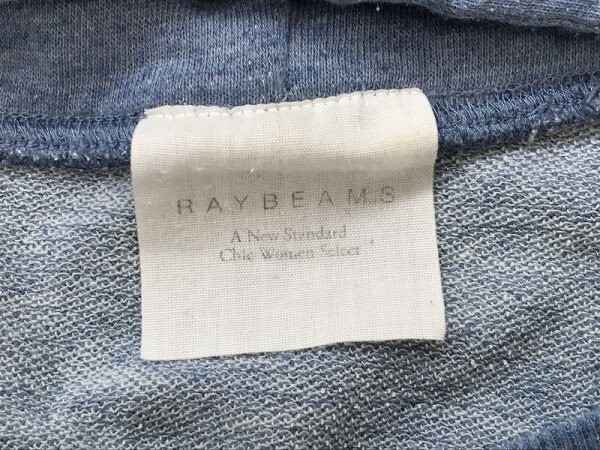 RAYBEAMS
A New Standard
Chic Women Select